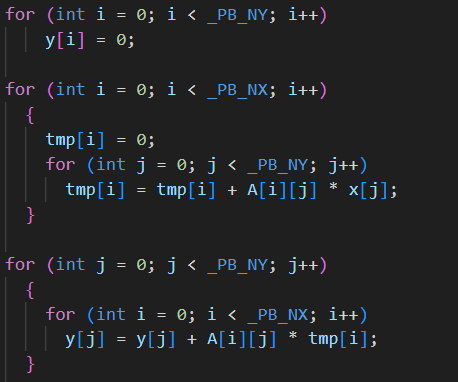 for (int i = 0; i < _PB_NY; i++)
    y[i] = 0;

for (int i = 0; i < _PB_NX; i++)
  {
    tmp[i] = 0;
    for (int j = 0; j < _PB_NY; j++)
      tmp[i] = tmp[i] + A[i][j] * x[j];
  }

for (int j = 0; j < _PB_NY; j++)
  {
    for (int i = 0; i < _PB_NX; i++)
      y[j] = y[j] + A[i][j] * tmp[i];
  }